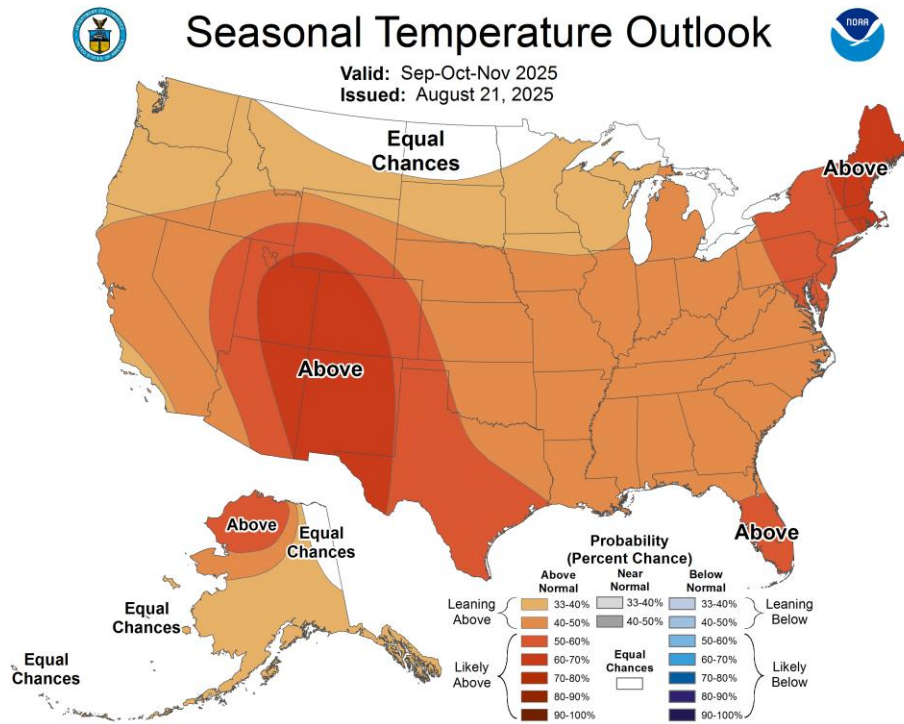 Seasonal Temperature Outlook
NOAA
Valid: Sep-Oct-Nov 2025
Issued: August 21, 2025
Equal
Chances
Above
Above
Above
Above
Equal
Chances
Equal
Chances
Equal
Chances
Probability
(Percent Chance)
Above
Normal
Near
Normal
Below
Normal
Leaning
Above
33-40%
33-40%
33-40%
Leaning
Below
40-50%
40-50%
40-50%
Likely
Above
50-60%
50-60%
Likely
Below
60-70%
60-70%
Equal
Chances
70-80%
70-80%
80-90%
80-90%
90-100%
90-100%